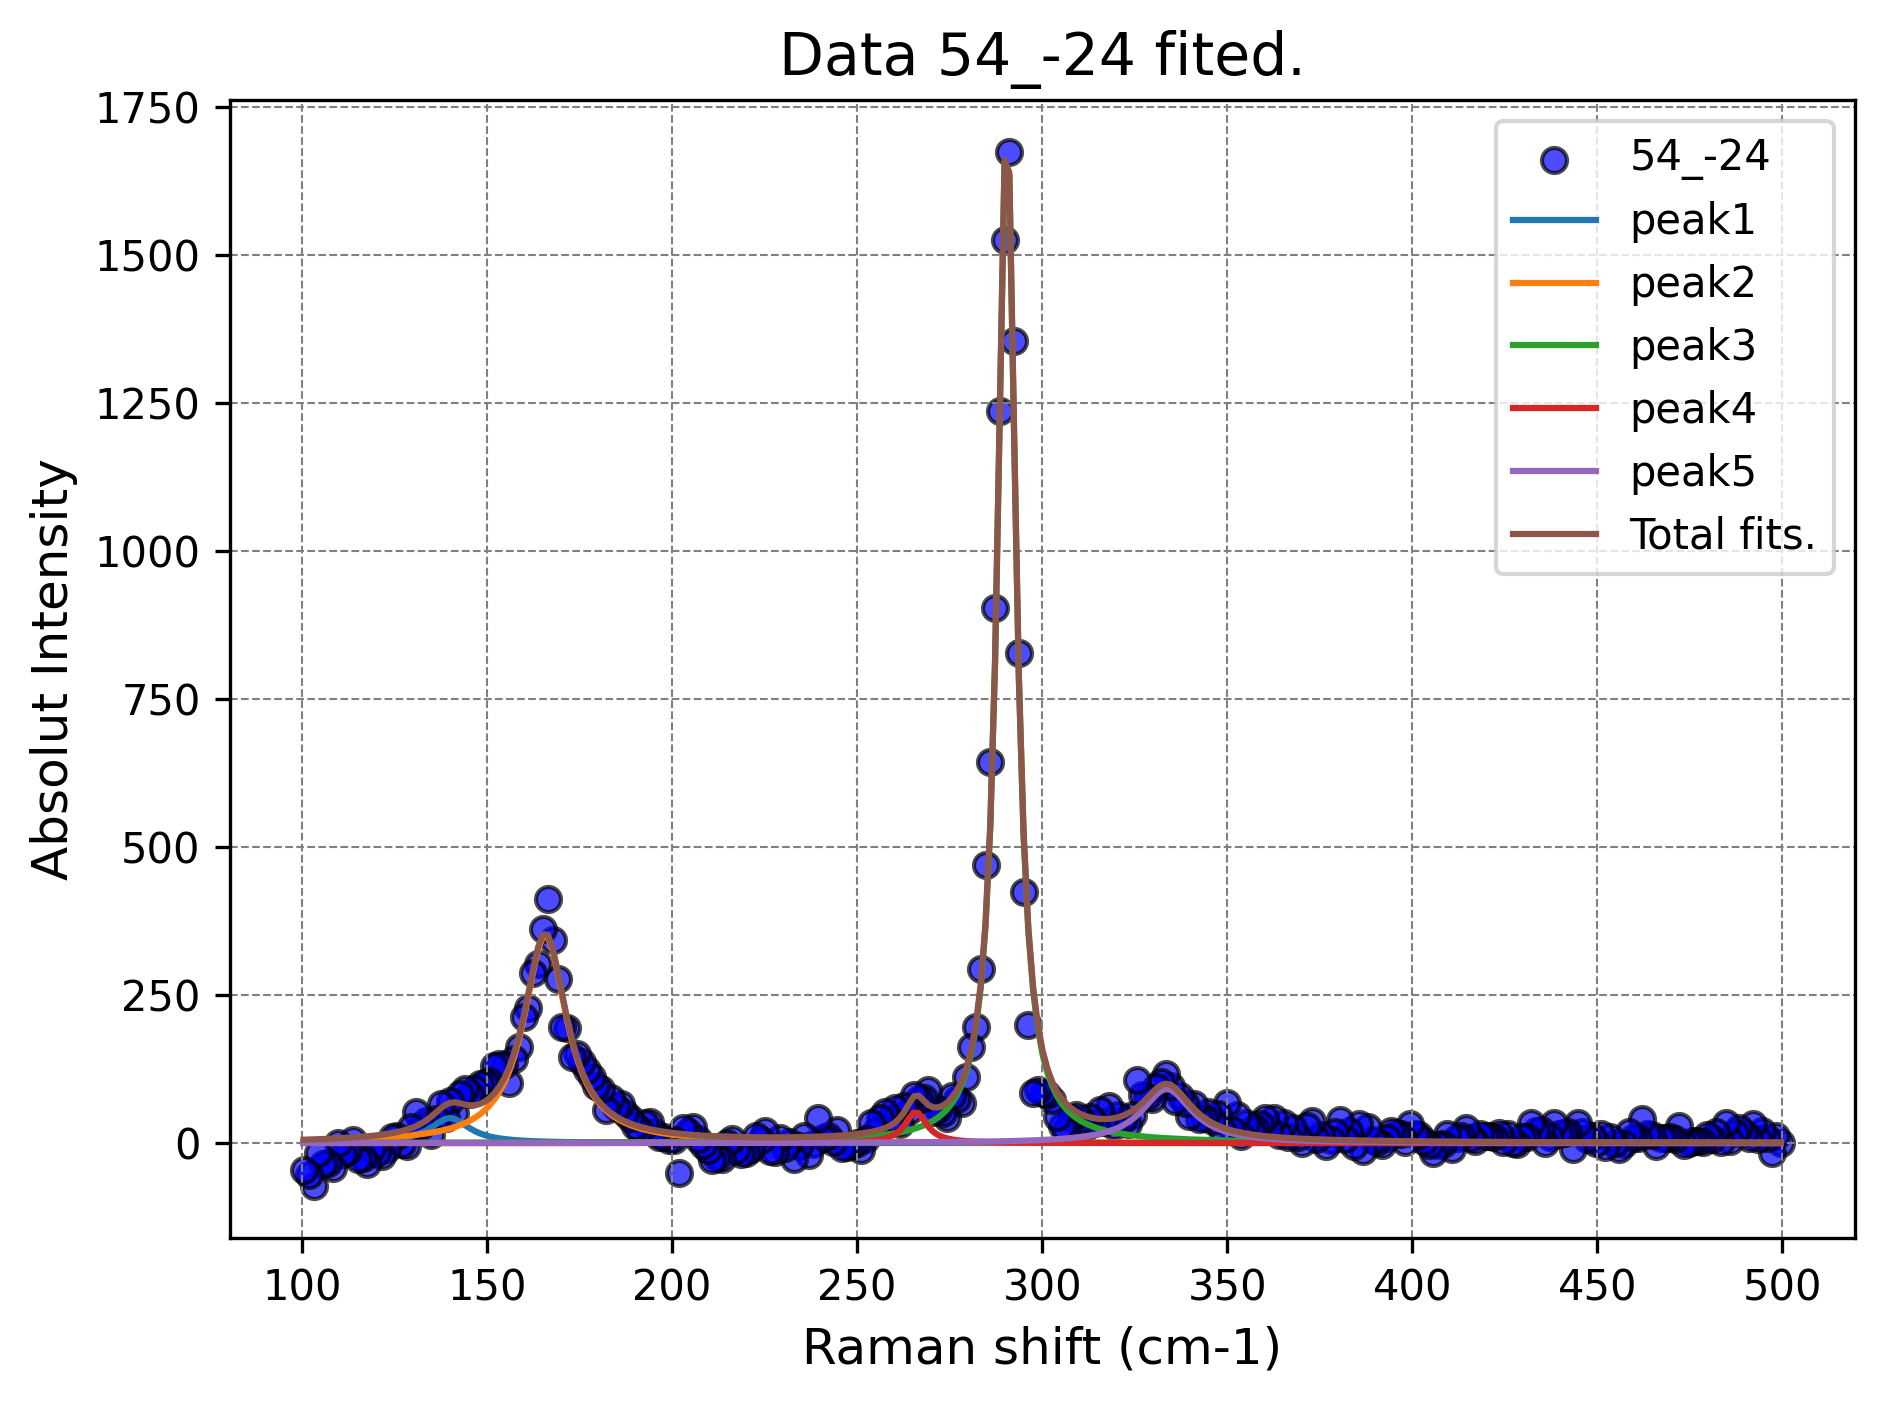 Data 54_-24 fited.
1750
1500
1250
1000
750
500
250
0
Absolut Intensity
54_-24
peak1
peak2
peak3
peak4
peak5
Total fits.
100 150 200 250 300 350 400 450 500
Raman shift (cm-1)